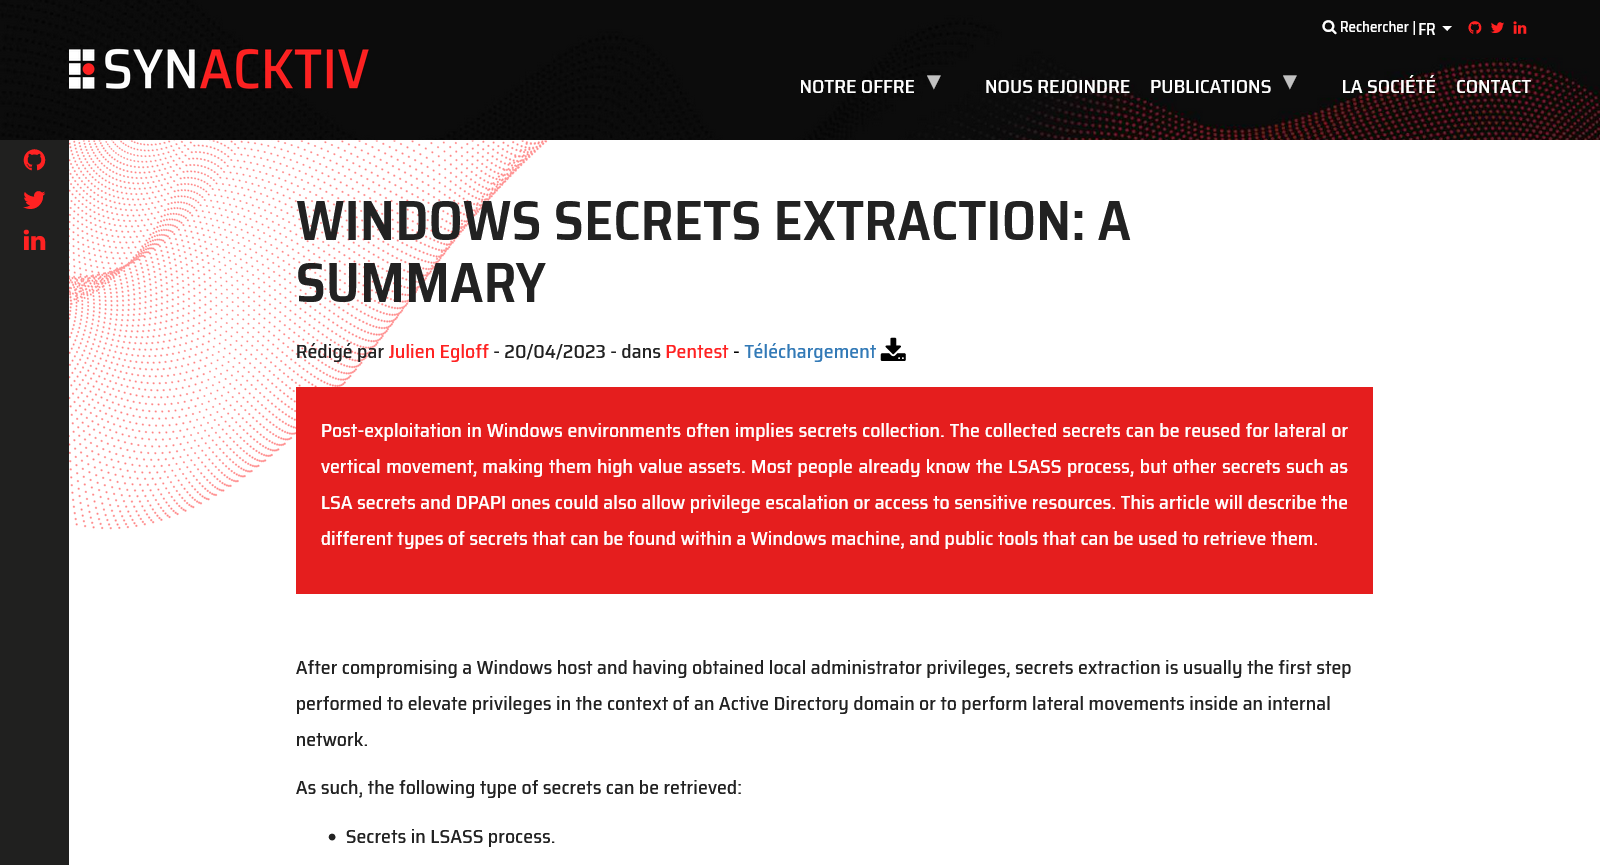 Rechercher | FR
SYNACKTIV
NOTRE OFFRE ▼ NOUS REJOINDRE PUBLICATIONS ▼ LA SOCIÉTÉ CONTACT
WINDOWS SECRETS EXTRACTION: A
SUMMARY
Rédigé par Julien Egloff - 20/04/2023 - dans Pentest - Téléchargement
Post-exploitation in Windows environments often implies secrets collection. The collected secrets can be reused for lateral or
vertical movement, making them high value assets. Most people already know the LSASS process, but other secrets such as
LSA secrets and DPAPI ones could also allow privilege escalation or access to sensitive resources. This article will describe the
different types of secrets that can be found within a Windows machine, and public tools that can be used to retrieve them.
After compromising a Windows host and having obtained local administrator privileges, secrets extraction is usually the first step
performed to elevate privileges in the context of an Active Directory domain or to perform lateral movements inside an internal
network.
As such, the following type of secrets can be retrieved:
• Secrets in LSASS process.